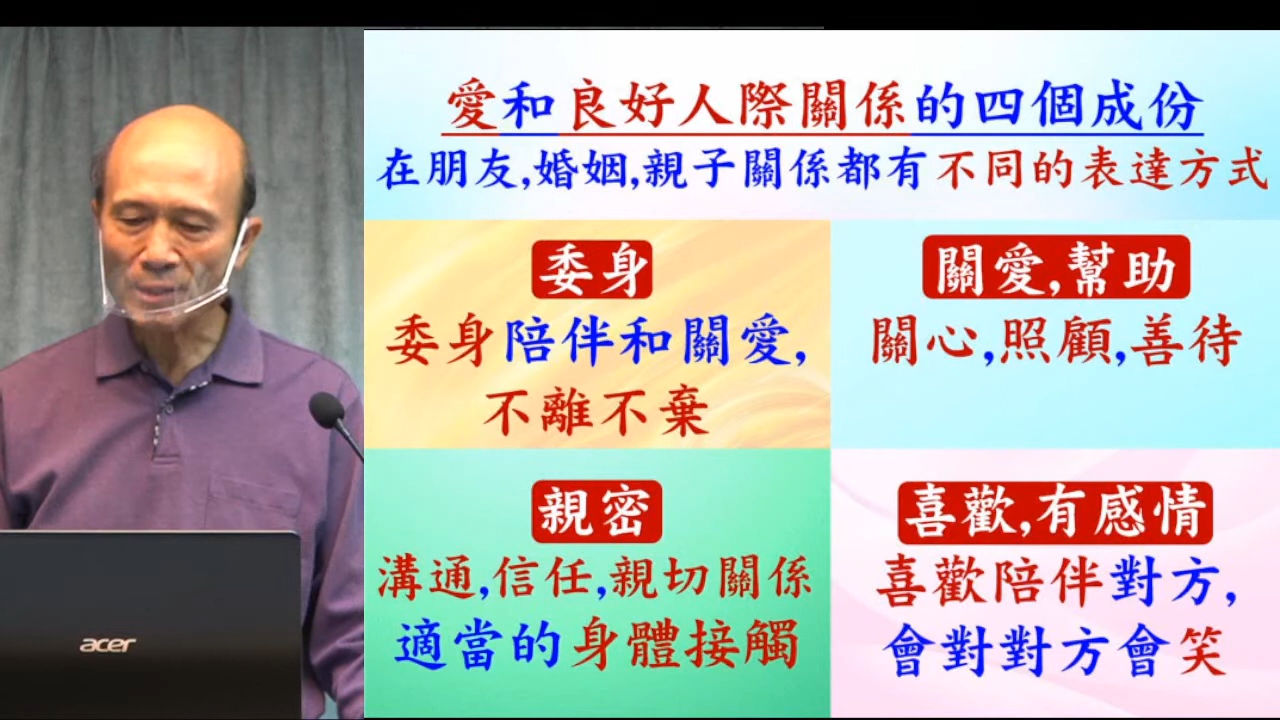 愛和良好人際關係的四個成份
在朋友,婚姻,親子關係都有不同的表達方式
委身
委身陪伴和關愛,
不離不棄
關愛,幫助
關心,照顧,善待
親密
溝通,信任,親切關係
適當的身體接觸
喜歡,有感情
喜歡陪伴對方,
會對對方會笑
acer